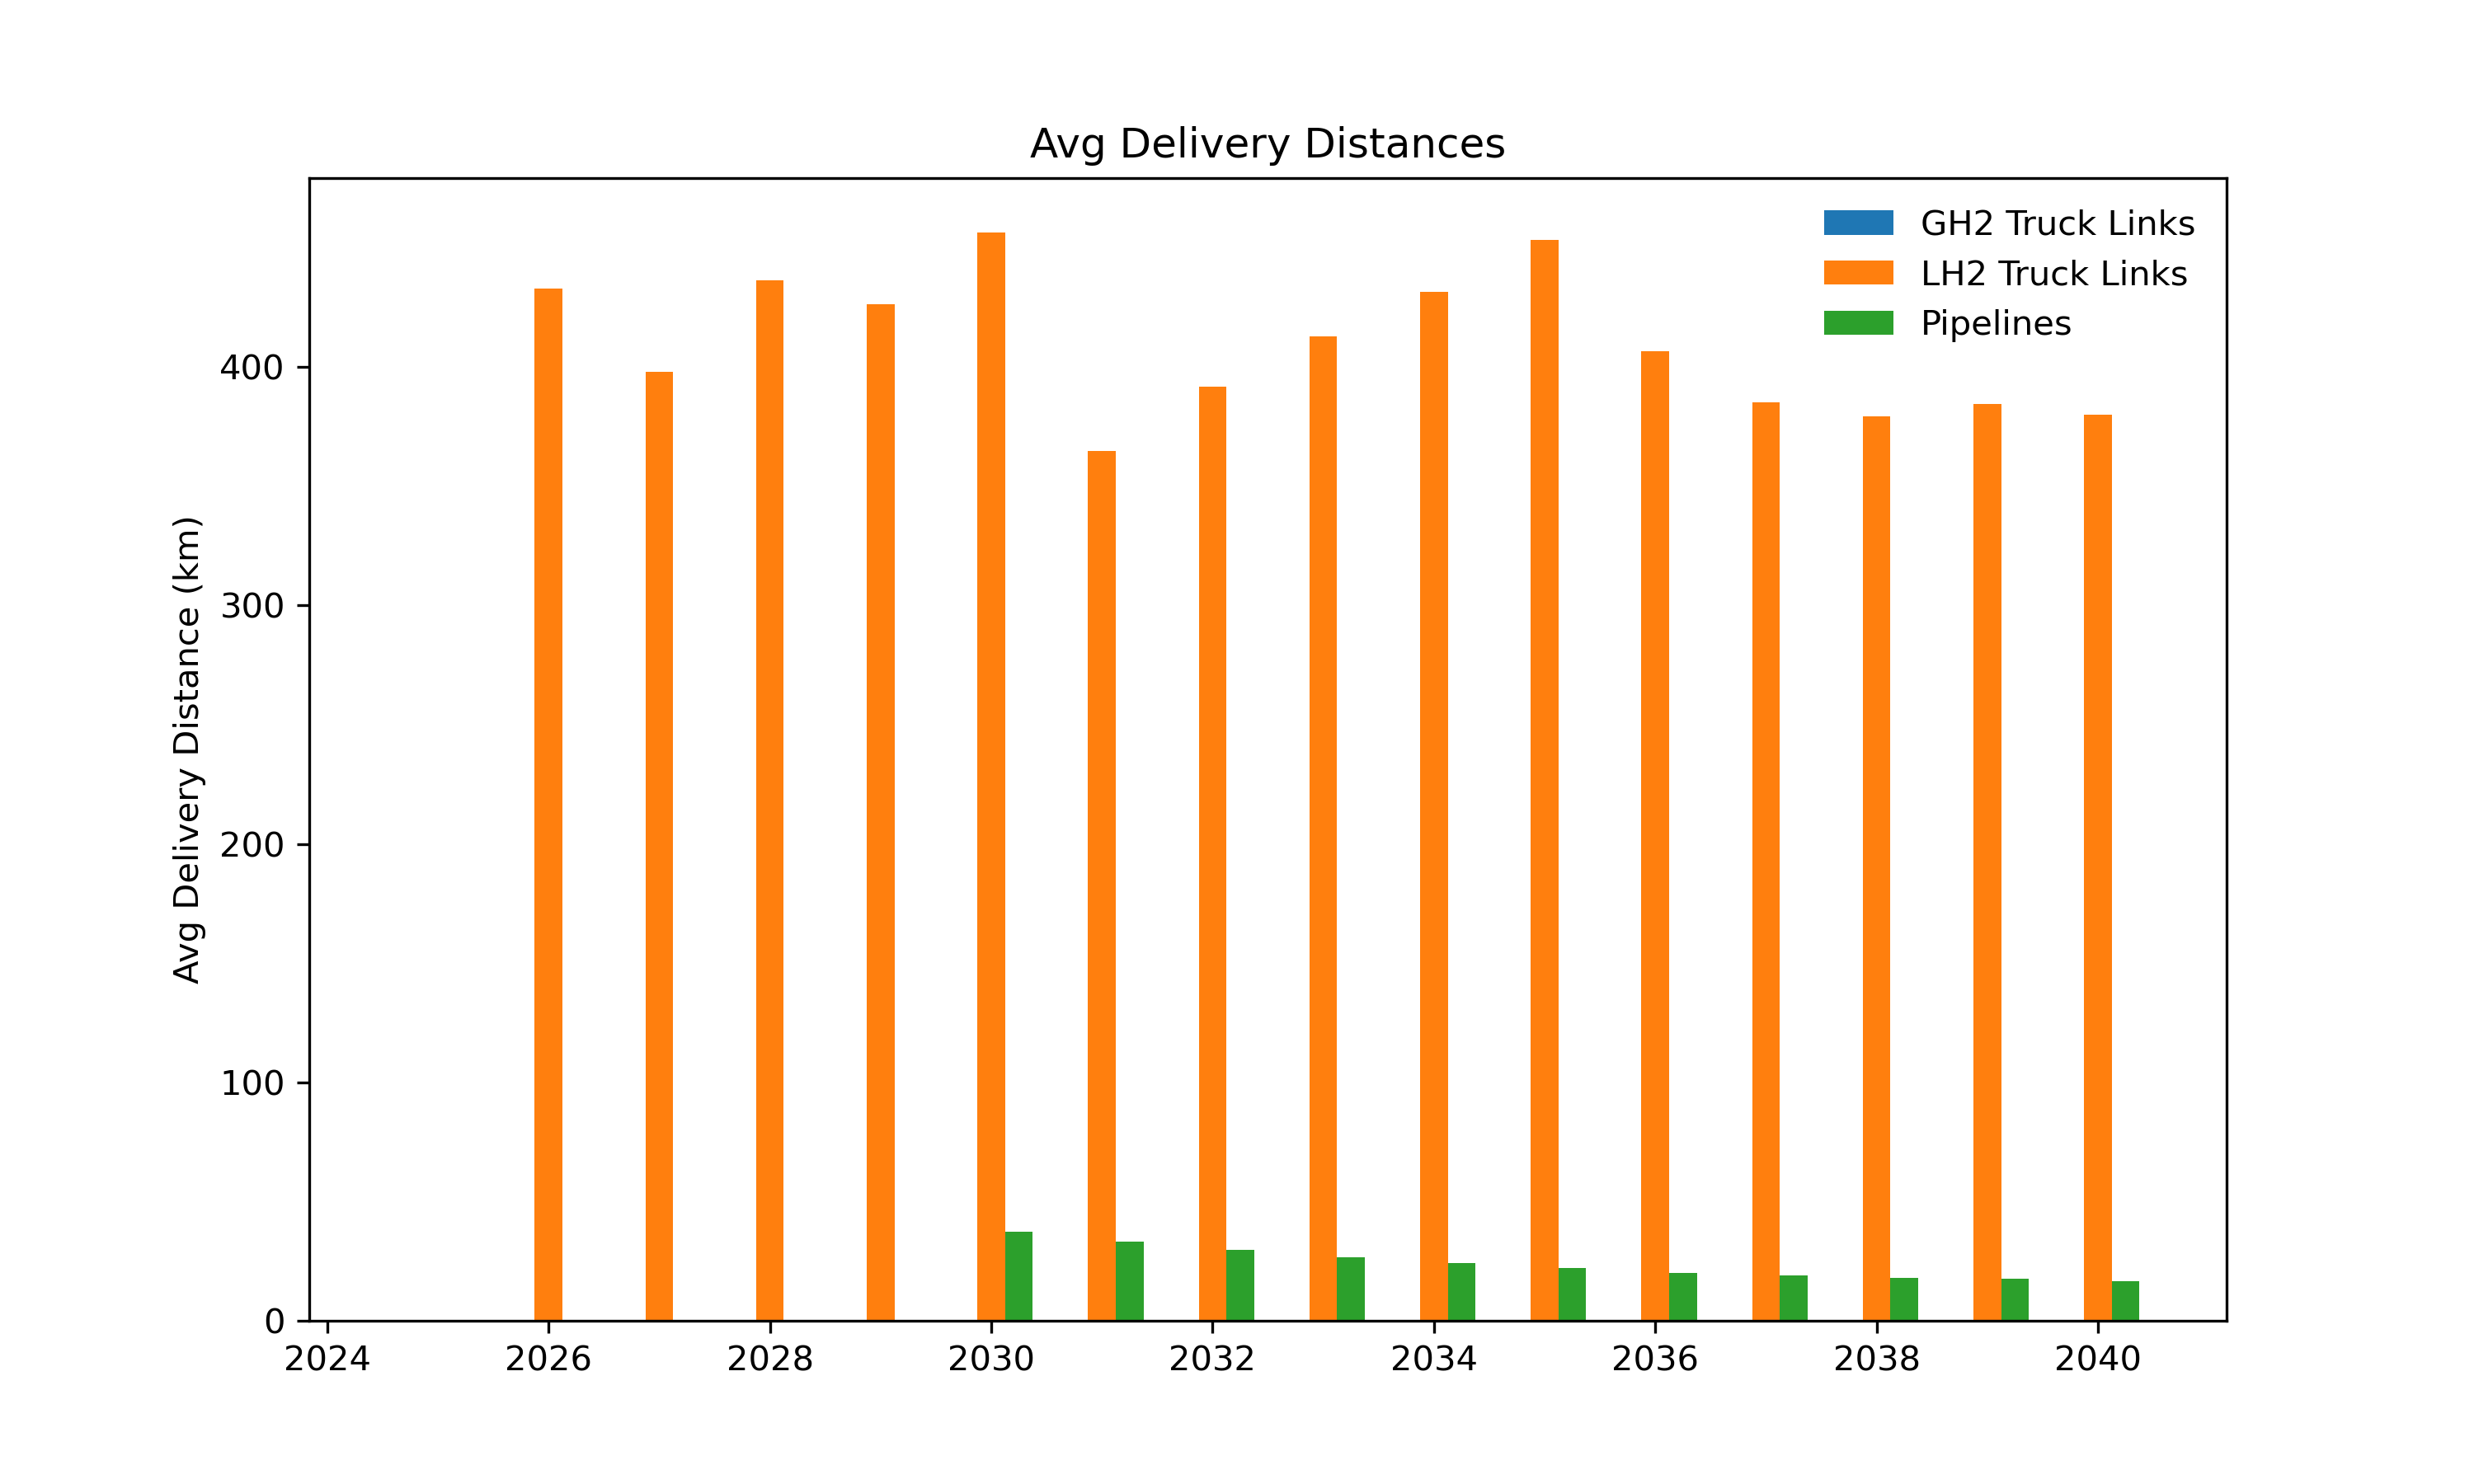 Avg Delivery Distances
GH2 Truck Links
LH2 Truck Links
Pipelines
Avg Delivery Distance (km)
400
300
200
100
0
2024 2026 2028 2030 2032 2034 2036 2038 2040